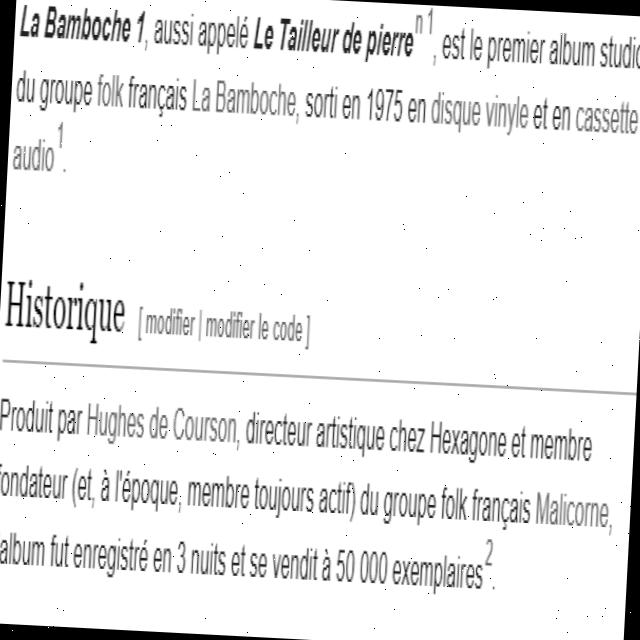 La Bamboche 1, aussi appelé Le Tailleur de pierre n 1, est le premier album studio
du groupe folk français La Bamboche, sorti en 1975 en disque vinyle et en cassette
audio 1.
Historique [ modifier | modifier le code ]
Produit par Hughes de Courson, directeur artistique chez Hexagone et membre
fondateur (et, à l'époque, membre toujours actif) du groupe folk français Malicorne,
album fut enregistré en 3 nuits et se vendit à 50 000 exemplaires 2.